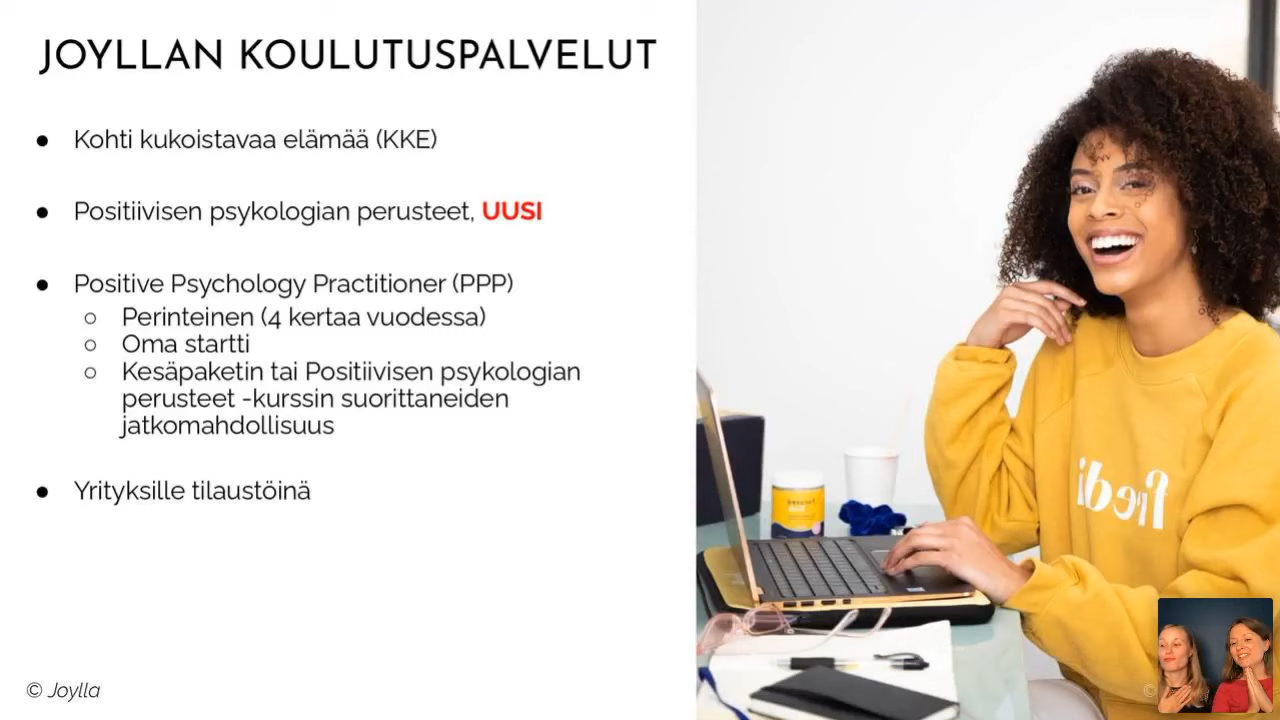 JOYLLAN KOULUTUSPALVELUT
● Kohti kukoistavaa elämää (KKE)
● Positiivisen psykologian perusteet, UUSI
● Positive Psychology Practitioner (PPP)
○ Perinteinen (4 kertaa vuodessa)
○ Oma startti
○ Kesäpaketin tai Positiivisen psykologian
perusteet -kurssin suorittaneiden
jatkomahdollisuus
● Yrityksille tilaustöinä
fredi
© Joylla